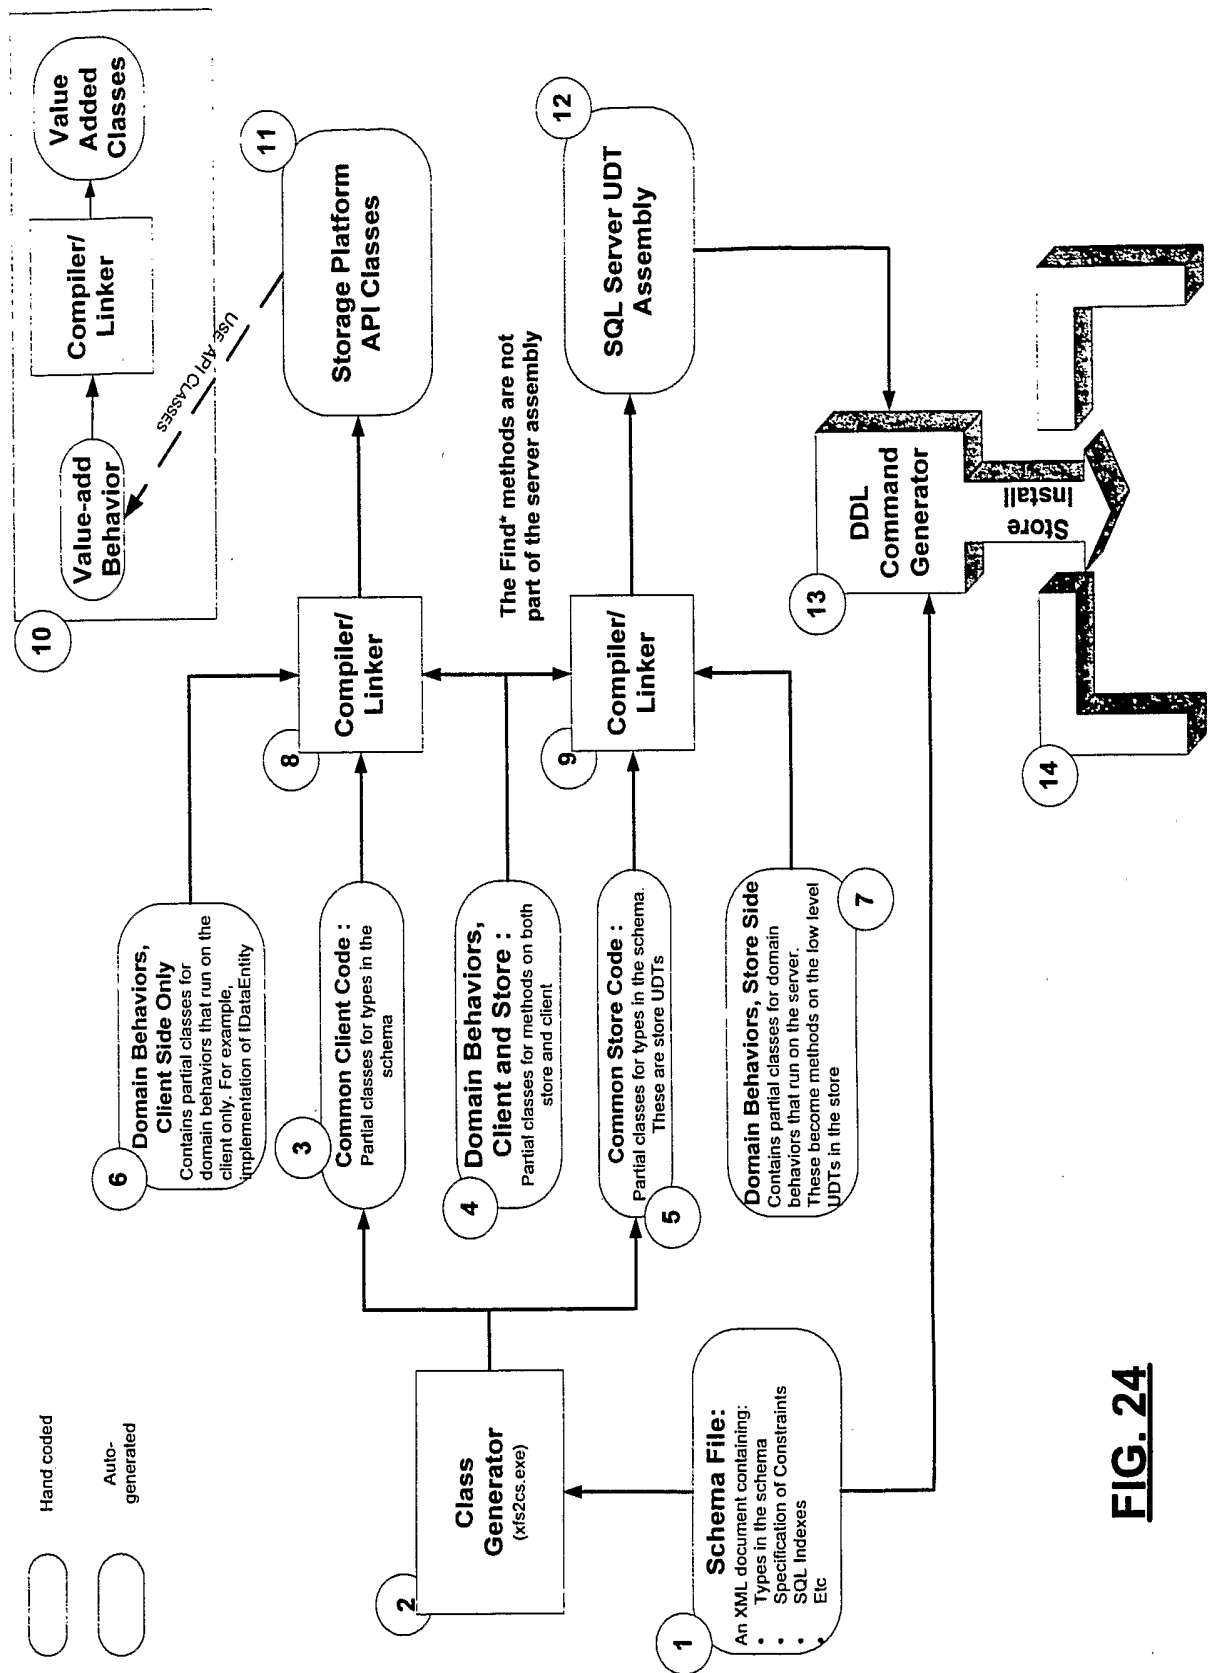 Hand coded
Auto-
generated
2
Class
Generator
(xfs2cs.exe)
1
Schema File:
An XML document containing:
• Types in the schema
• Specification of Constraints
• SQL Indexes
• Etc
6
Domain Behaviors,
Client Side Only
Contains partial classes for
domain behaviors that run on the
client only. For example,
implementation of IDataEntity
3
Common Client Code :
Partial classes for types in the
schema
4
Domain Behaviors,
Client and Store :
Partial classes for methods on both
store and client
5
Common Store Code :
Partial classes for types in the schema.
These are store UDTs
7
Domain Behaviors, Store Side
Contains partial classes for domain
behaviors that run on the server.
These become methods on the low level
UDTs in the store
8
Compiler/
Linker
9
Compiler/
Linker
The Find* methods are not
part of the server assembly
10
Value-add
Behavior
Compiler/
Linker
Value
Added
Classes
USE API CLASSES
11
Storage Platform
API Classes
12
SQL Server UDT
Assembly
13
DDL
Command
Generator
Store
Install
14
FIG. 24